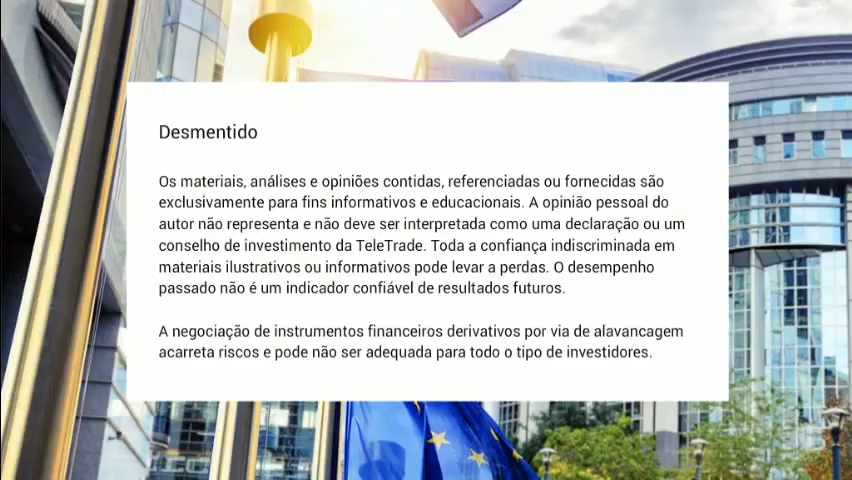 Desmentido
Os materiais, análises e opiniões contidas, referenciadas ou fornecidas são
exclusivamente para fins informativos e educacionais. A opinião pessoal do
autor não representa e não deve ser interpretada como uma declaração ou um
conselho de investimento da TeleTrade. Toda a confiança indiscriminada em
materiais ilustrativos ou informativos pode levar a perdas. O desempenho
passado não é um indicador confiável de resultados futuros.
A negociação de instrumentos financeiros derivativos por via de alavancagem
acarreta riscos e pode não ser adequada para todo o tipo de investidores.